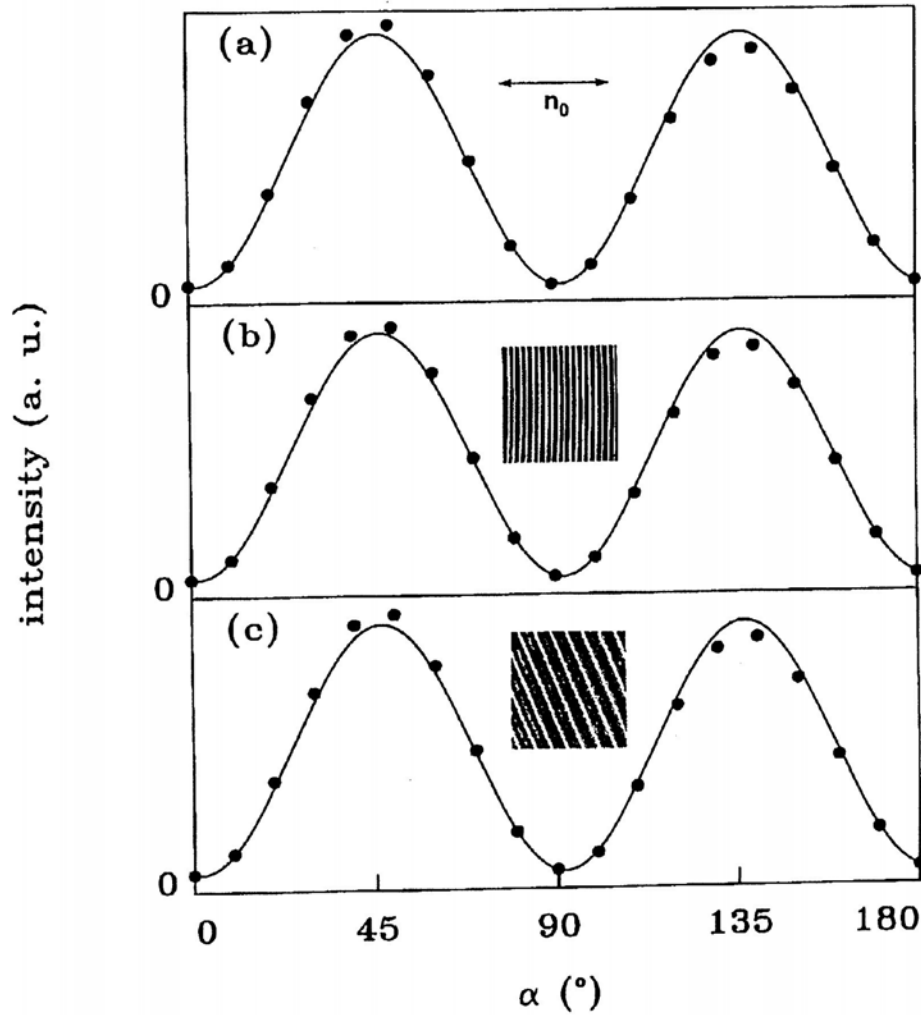 (a)
n₀
0
(b)
0
(c)
0
0 45 90 135 180
α (°)
intensity (a. u.)